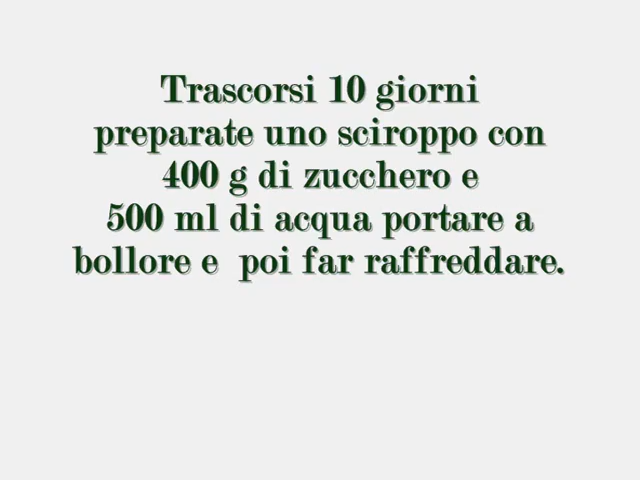 Trascorsi 10 giorni
preparate uno sciroppo con
400 g di zucchero e
500 ml di acqua portare a
bollore e  poi far raffreddare.